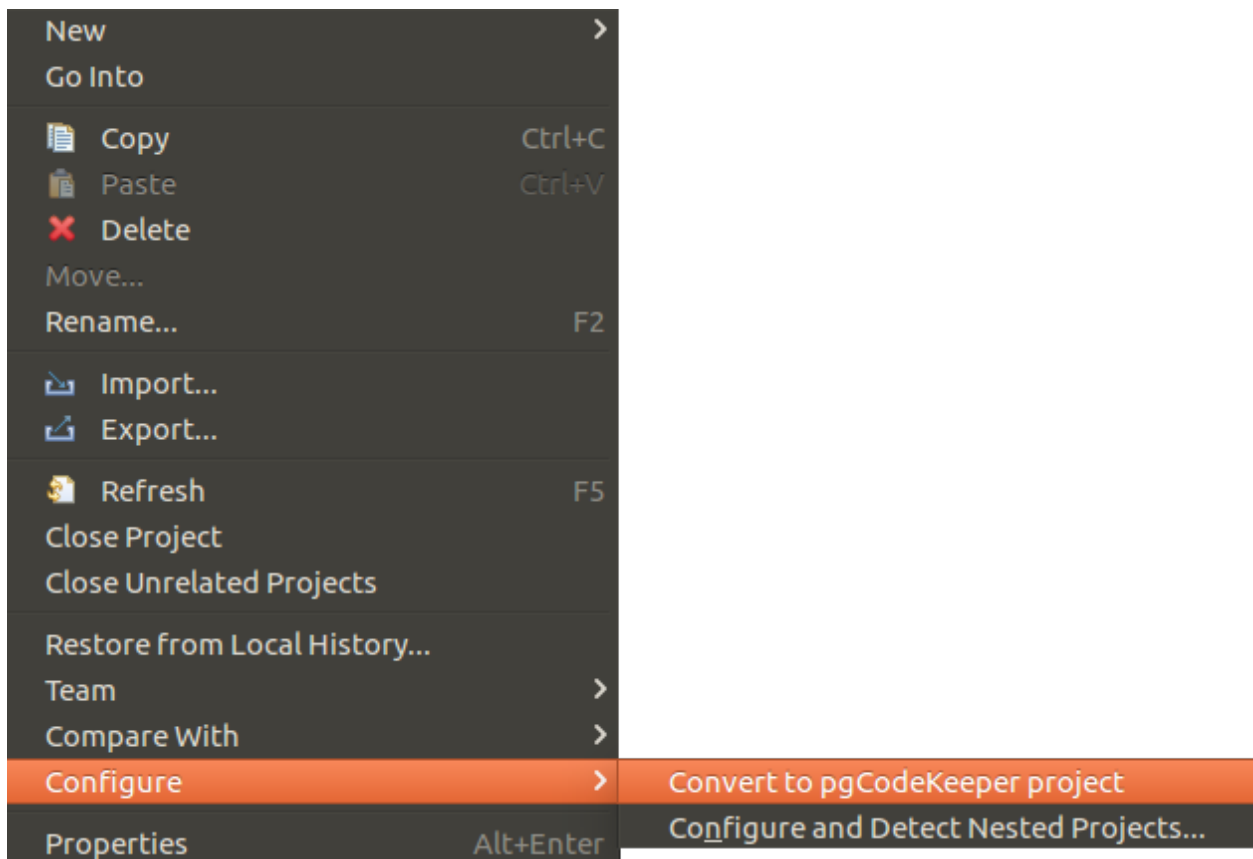 New
Go Into
Copy Ctrl+C
Paste Ctrl+V
Delete
Move...
Rename... F2
Import...
Export...
Refresh F5
Close Project
Close Unrelated Projects
Restore from Local History...
Team
Compare With
Configure Convert to pgCodeKeeper project
Configure and Detect Nested Projects...
Properties Alt+Enter